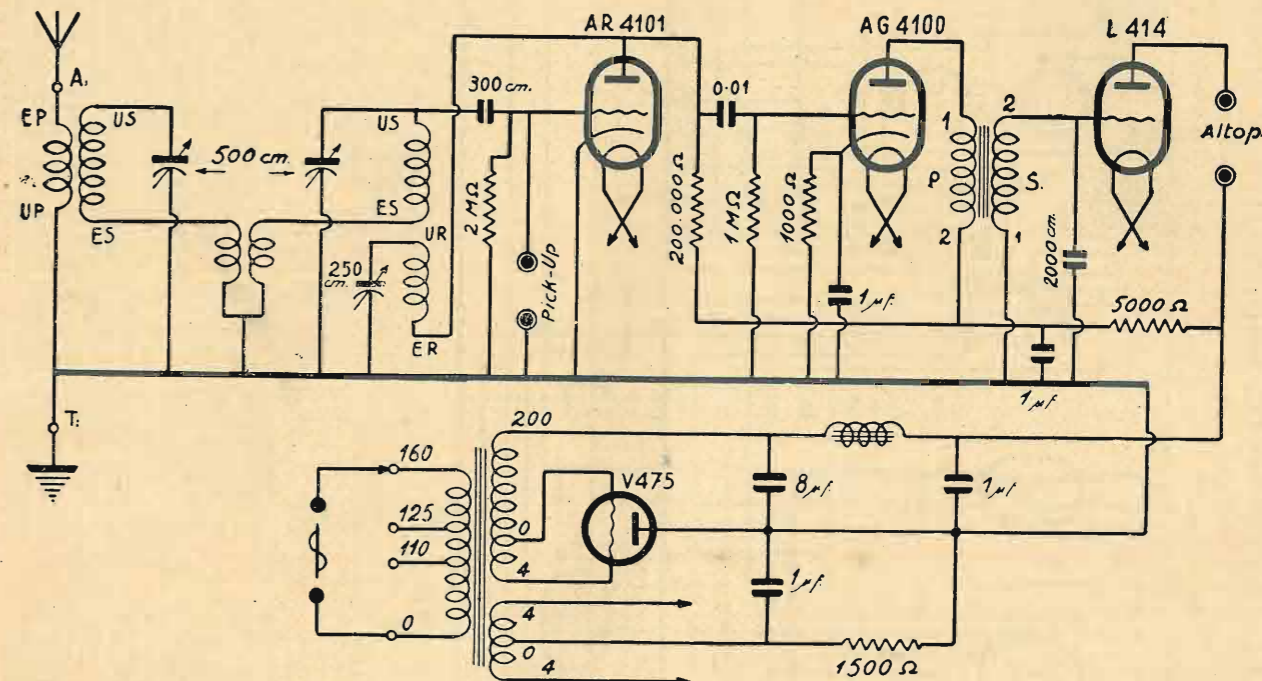 AR 4101
AG 4100
L 414
A.
EP
US
500 cm.
US
300 cm.
0.01
1
2
Altop.
UP
ES
ES
UR
250 cm.
ER
2 MΩ
Pick-Up
200.000 Ω
1 MΩ
1000 Ω
1 µf.
P
S.
2
1
2000 cm.
5000 Ω
1 µf.
T.
200
160
125
110
0
0
4
V475
8 µf.
1 µf.
1 µf.
4
0
4
1500 Ω